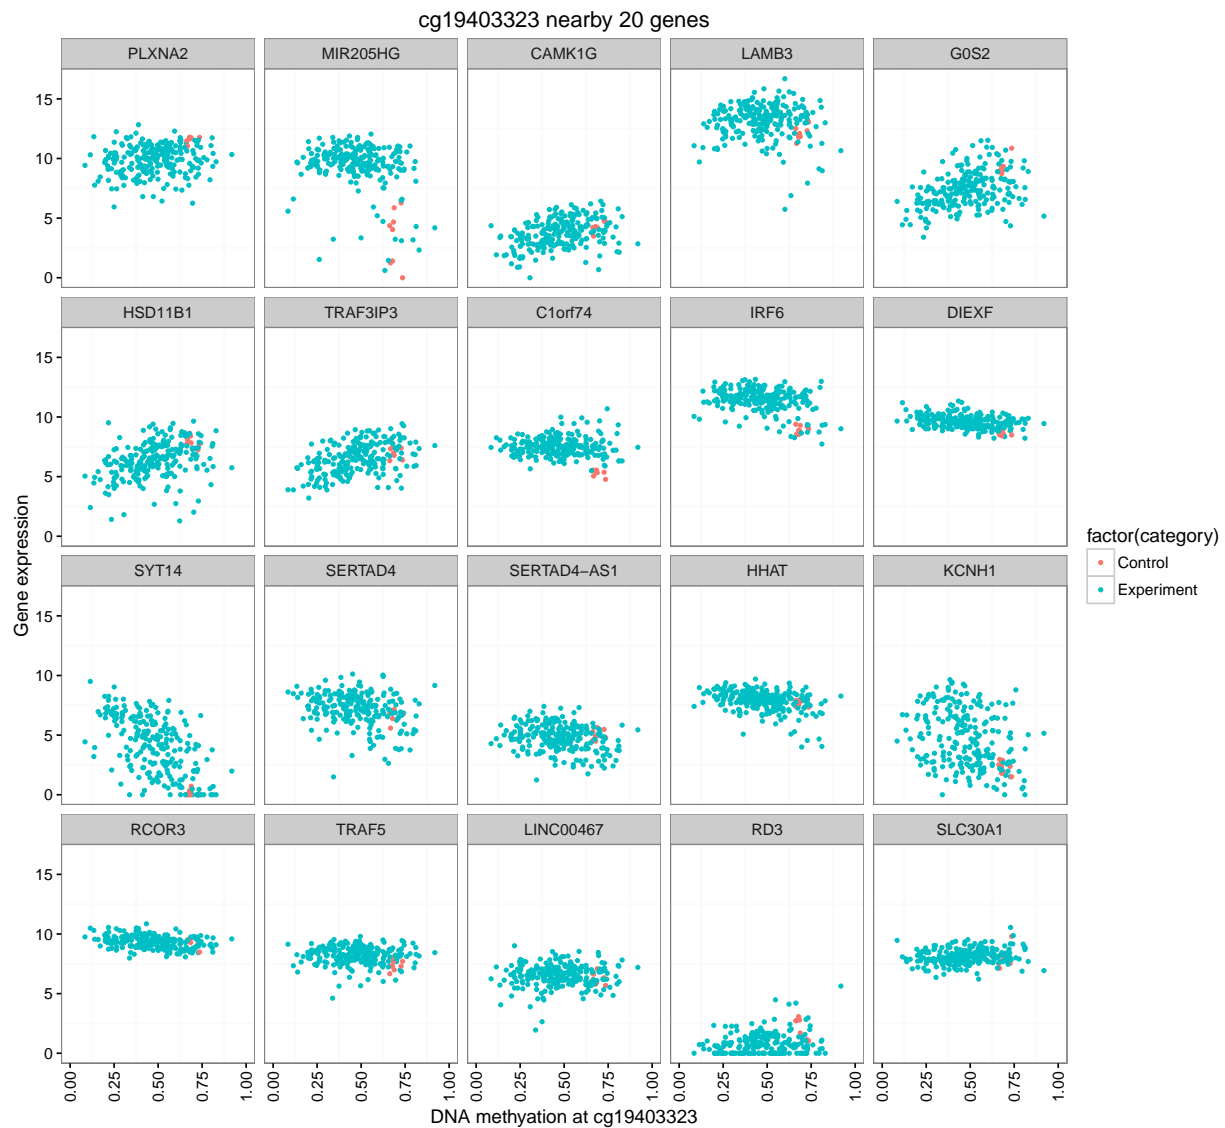 cg19403323 nearby 20 genes
PLXNA2 MIR205HG CAMK1G LAMB3 G0S2
15
10
5
0
HSD11B1 TRAF3IP3 C1orf74 IRF6 DIEXF
15
10
5
0
SYT14 SERTAD4 SERTAD4−AS1 HHAT KCNH1
15
10
5
0
RCOR3 TRAF5 LINC00467 RD3 SLC30A1
15
10
5
0
Gene expression
0.00 0.25 0.50 0.75 1.00 0.00 0.25 0.50 0.75 1.00 0.00 0.25 0.50 0.75 1.00 0.00 0.25 0.50 0.75 1.00 0.00 0.25 0.50 0.75 1.00
DNA methyation at cg19403323
factor(category)
Control
Experiment